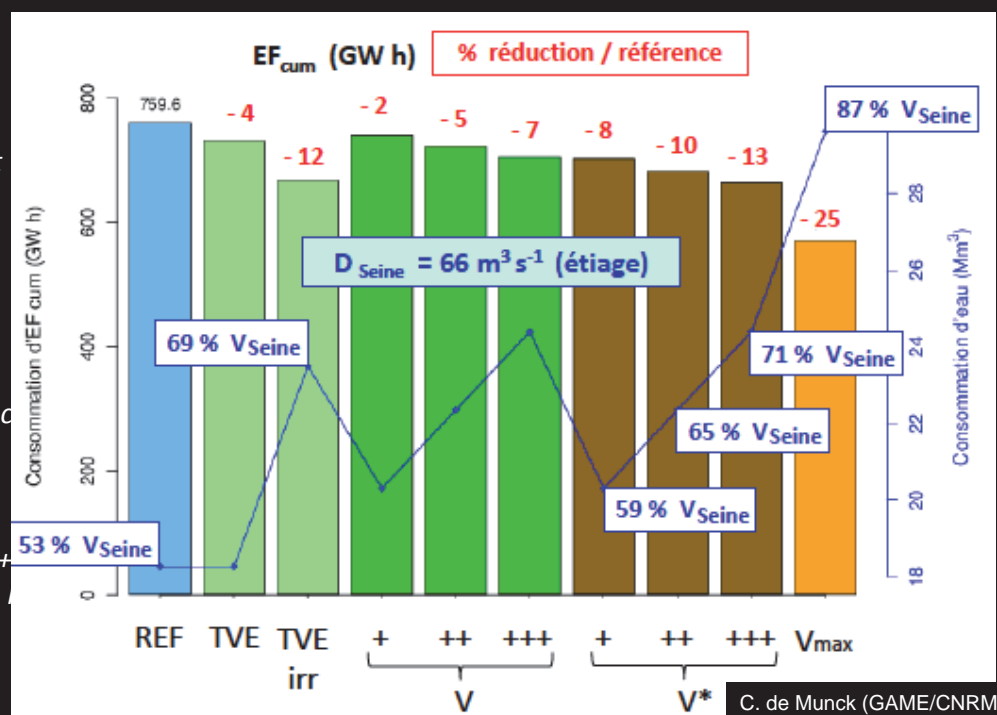 EFcum (GW h)
% réduction / référence
Consommation d'EF cum (GW h)
800
600
400
200
0
759.6
- 4
- 12
- 2
- 5
- 7
- 8
- 10
- 13
- 25
87 % VSeine
D Seine = 66 m³ s⁻¹ (étiage)
69 % VSeine
71 % VSeine
65 % VSeine
59 % VSeine
53 % VSeine
28
26
24
22
20
18
Consommation d'eau (Mm³)
REF TVE TVE irr + ++ +++ + ++ +++ Vmax
V V*
C. de Munck (GAME/CNRM